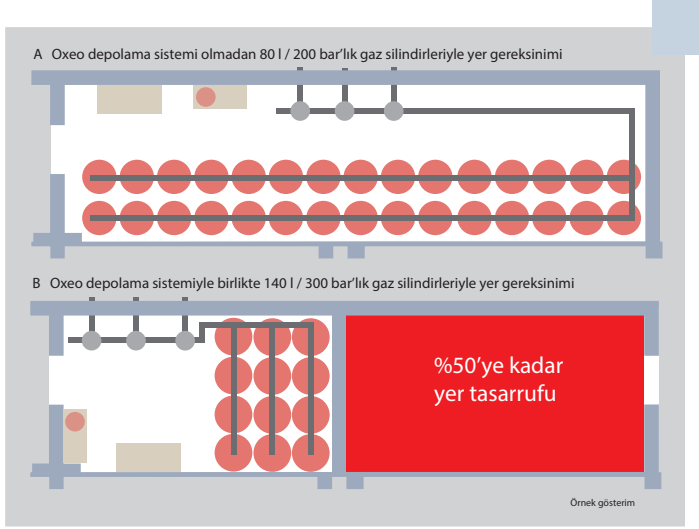 A Oxeo depolama sistemi olmadan 80 l / 200 bar'lık gaz silindirleriyle yer gereksinimi
B Oxeo depolama sistemiyle birlikte 140 l / 300 bar'lık gaz silindirleriyle yer gereksinimi
%50'ye kadar
yer tasarrufu
Örnek gösterim